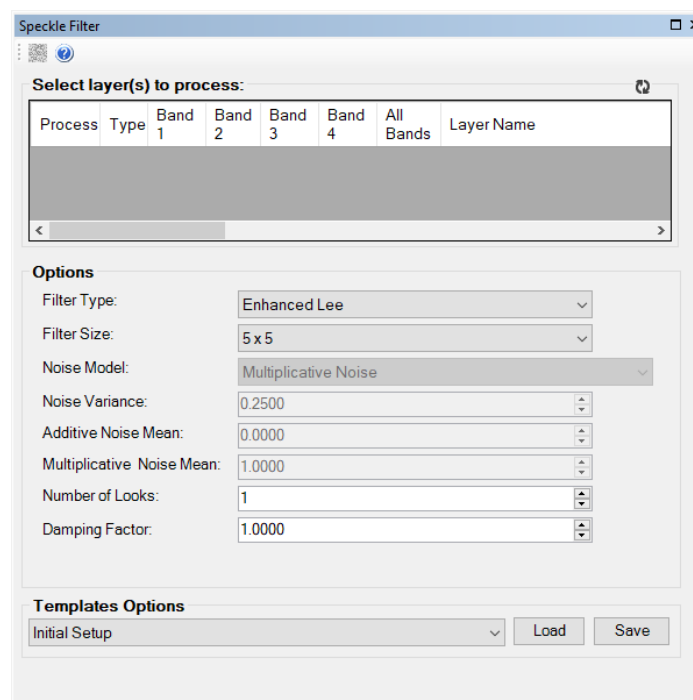 Speckle Filter
Select layer(s) to process:
Process Type Band 1 Band 2 Band 3 Band 4 All Bands Layer Name
Options
Filter Type: Enhanced Lee
Filter Size: 5 x 5
Noise Model: Multiplicative Noise
Noise Variance: 0.2500
Additive Noise Mean: 0.0000
Multiplicative Noise Mean: 1.0000
Number of Looks: 1
Damping Factor: 1.0000
Templates Options
Initial Setup Load Save